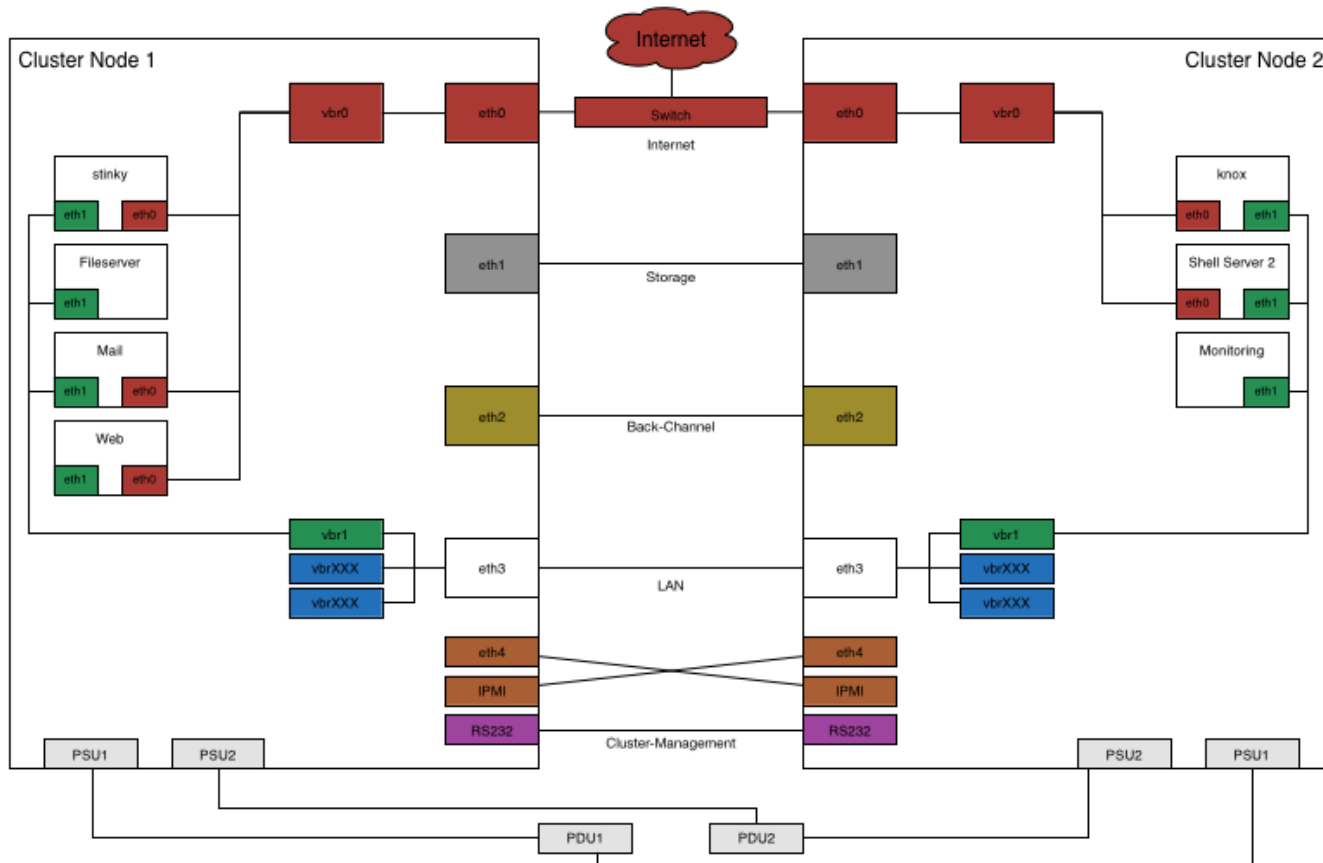 Internet
Cluster Node 1
Cluster Node 2
vbr0
eth0
Switch
eth0
vbr0
Internet
stinky
eth1
eth0
knox
eth0
eth1
Fileserver
eth1
Shell Server 2
eth0
eth1
eth1
Storage
eth1
Mail
eth1
eth0
Monitoring
eth1
eth2
Back-Channel
eth2
Web
eth1
eth0
vbr1
vbrXXX
vbrXXX
eth3
LAN
eth3
vbr1
vbrXXX
vbrXXX
eth4
eth4
IPMI
IPMI
RS232
Cluster-Management
RS232
PSU1
PSU2
PSU2
PSU1
PDU1
PDU2